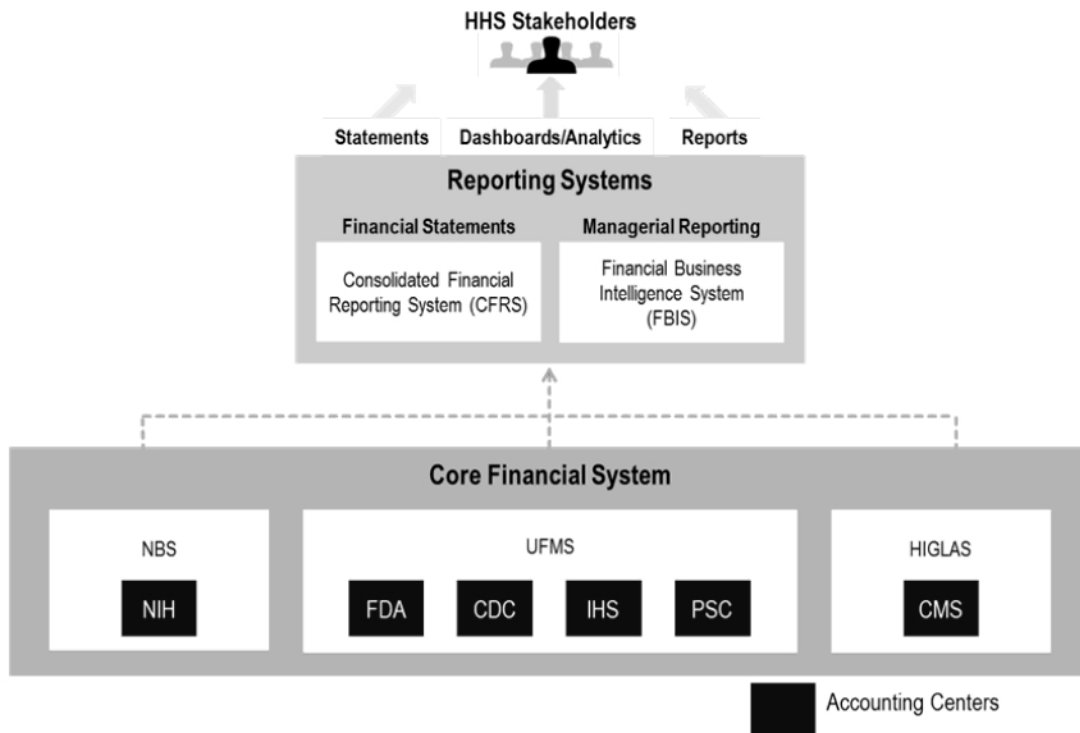 HHS Stakeholders
Statements
Dashboards/Analytics
Reports
Reporting Systems
Financial Statements
Consolidated Financial
Reporting System (CFRS)
Managerial Reporting
Financial Business
Intelligence System
(FBIS)
Core Financial System
NBS
NIH
UFMS
FDA
CDC
IHS
PSC
HIGLAS
CMS
Accounting Centers